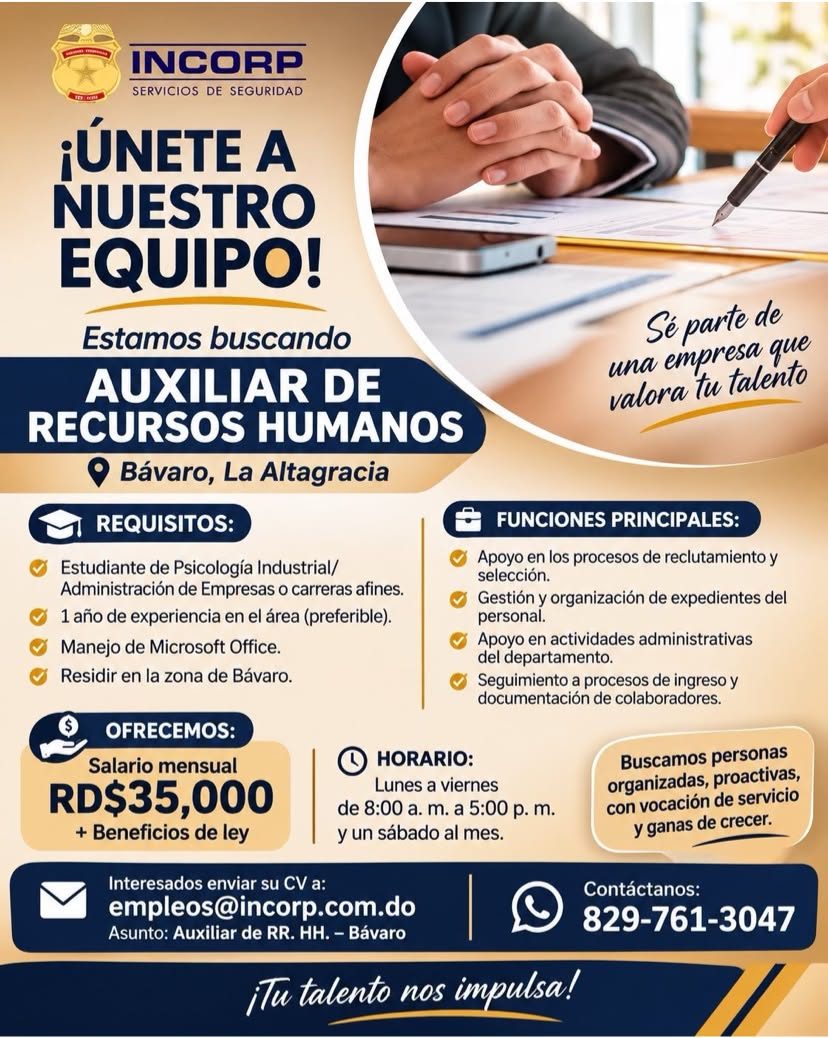 INCORP
SERVICIOS DE SEGURIDAD
¡ÚNETE A
NUESTRO
EQUIPO!
Estamos buscando
AUXILIAR DE
RECURSOS HUMANOS
Bávaro, La Altagracia
Sé parte de
una empresa que
valora tu talento
REQUISITOS:
Estudiante de Psicología Industrial/
Administración de Empresas o carreras afines.
1 año de experiencia en el área (preferible).
Manejo de Microsoft Office.
Residir en la zona de Bávaro.
FUNCIONES PRINCIPALES:
Apoyo en los procesos de reclutamiento y
selección.
Gestión y organización de expedientes del
personal.
Apoyo en actividades administrativas
del departamento.
Seguimiento a procesos de ingreso y
documentación de colaboradores.
OFRECEMOS:
Salario mensual
RD$35,000
+ Beneficios de ley
HORARIO:
Lunes a viernes
de 8:00 a. m. a 5:00 p. m.
y un sábado al mes.
Buscamos personas
organizadas, proactivas,
con vocación de servicio
y ganas de crecer.
Interesados enviar su CV a:
empleos@incorp.com.do
Asunto: Auxiliar de RR. HH. – Bávaro
Contáctanos:
829-761-3047
¡Tu talento nos impulsa!